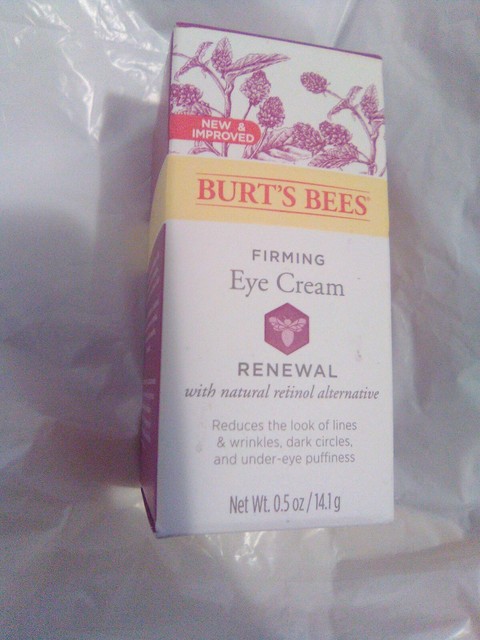 NEW &
IMPROVED
BURT'S BEES®
FIRMING
Eye Cream
RENEWAL
with natural retinol alternative
Reduces the look of lines
& wrinkles, dark circles,
and under-eye puffiness
Net Wt. 0.5 oz / 14.1 g